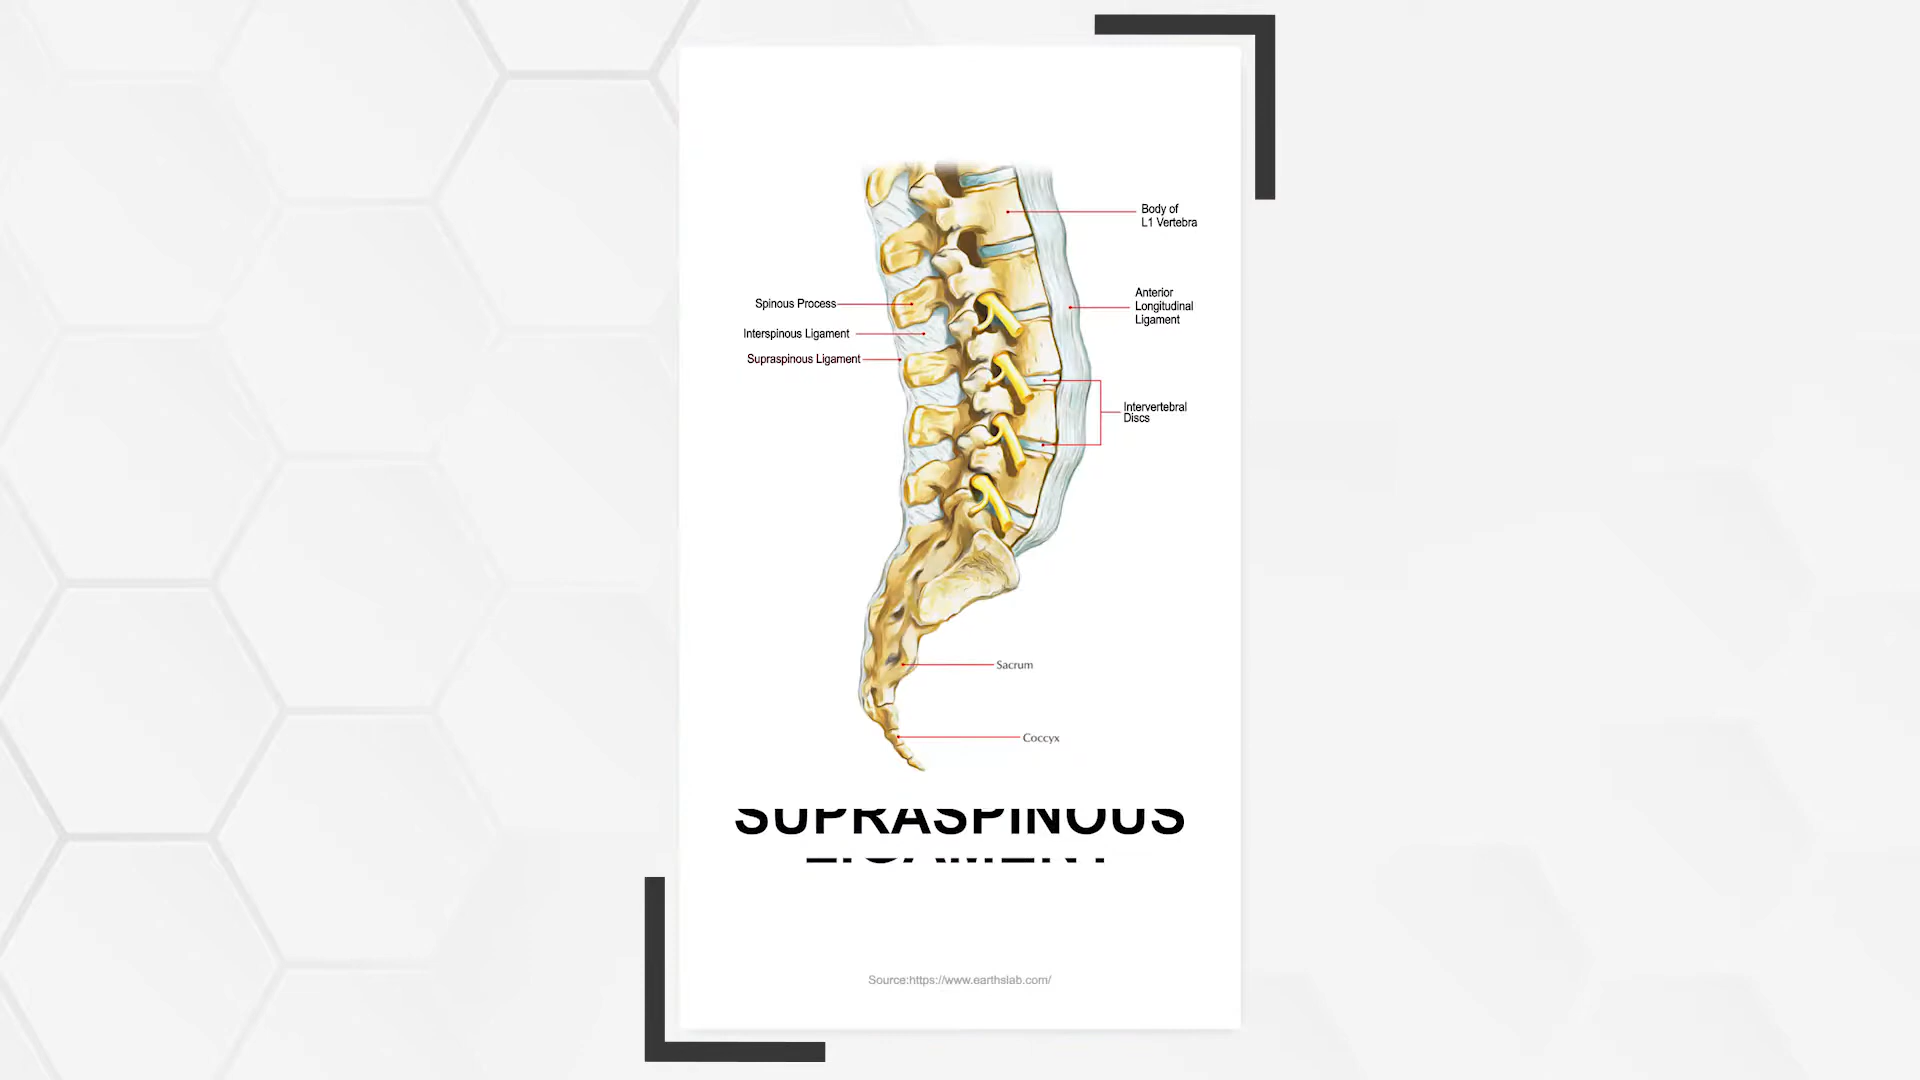 Body of
L1 Vertebra
Spinous Process
Interspinous Ligament
Supraspinous Ligament
Anterior
Longitudinal
Ligament
Intervertebral
Discs
Sacrum
Coccyx
SUPRASPINOUS
LIGAMENT
Source:https://www.earthslab.com/